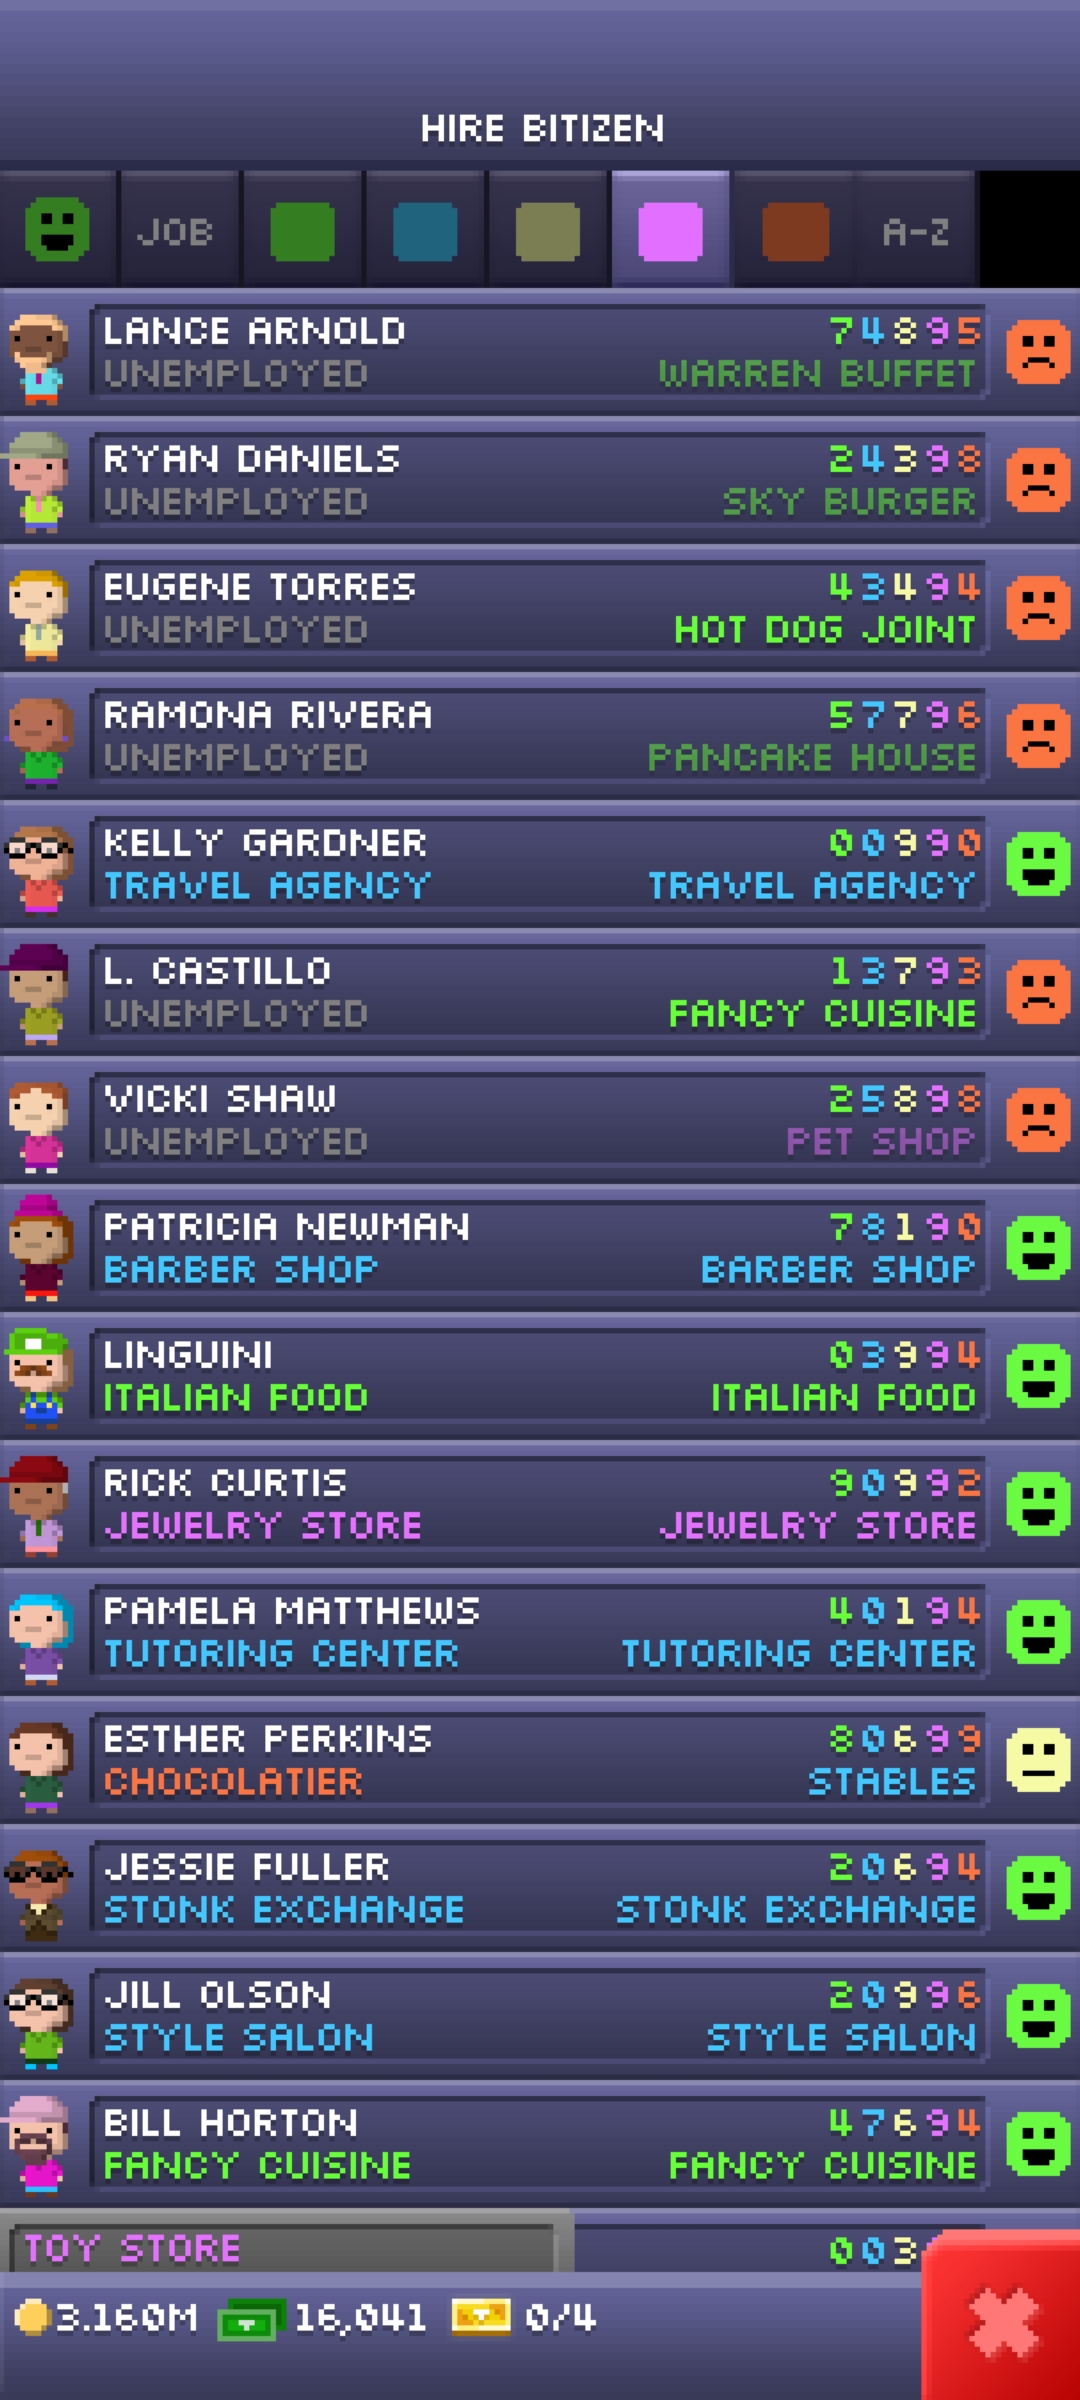 HIRE BITIZEN
JOB A-Z
LANCE ARNOLD 74895
UNEMPLOYED WARREN BUFFET
RYAN DANIELS 24398
UNEMPLOYED SKY BURGER
EUGENE TORRES 43494
UNEMPLOYED HOT DOG JOINT
RAMONA RIVERA 57796
UNEMPLOYED PANCAKE HOUSE
KELLY GARDNER 00990
TRAVEL AGENCY TRAVEL AGENCY
L. CASTILLO 13793
UNEMPLOYED FANCY CUISINE
VICKI SHAW 25898
UNEMPLOYED PET SHOP
PATRICIA NEWMAN 78190
BARBER SHOP BARBER SHOP
LINGUINI 03994
ITALIAN FOOD ITALIAN FOOD
RICK CURTIS 90992
JEWELRY STORE JEWELRY STORE
PAMELA MATTHEWS 40194
TUTORING CENTER TUTORING CENTER
ESTHER PERKINS 80699
CHOCOLATIER STABLES
JESSIE FULLER 20694
STONK EXCHANGE STONK EXCHANGE
JILL OLSON 20996
STYLE SALON STYLE SALON
BILL HORTON 47694
FANCY CUISINE FANCY CUISINE
TOY STORE 003
3.160M 16,041 0/4